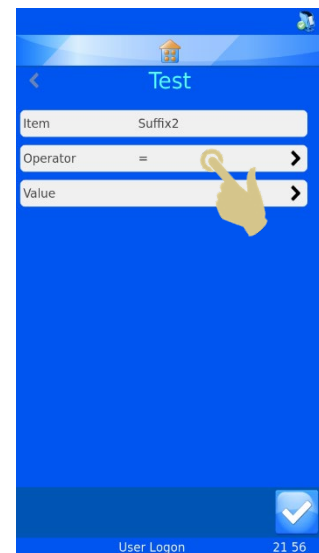 Test
Item Suffix2
Operator =
Value
User Logon 21 56